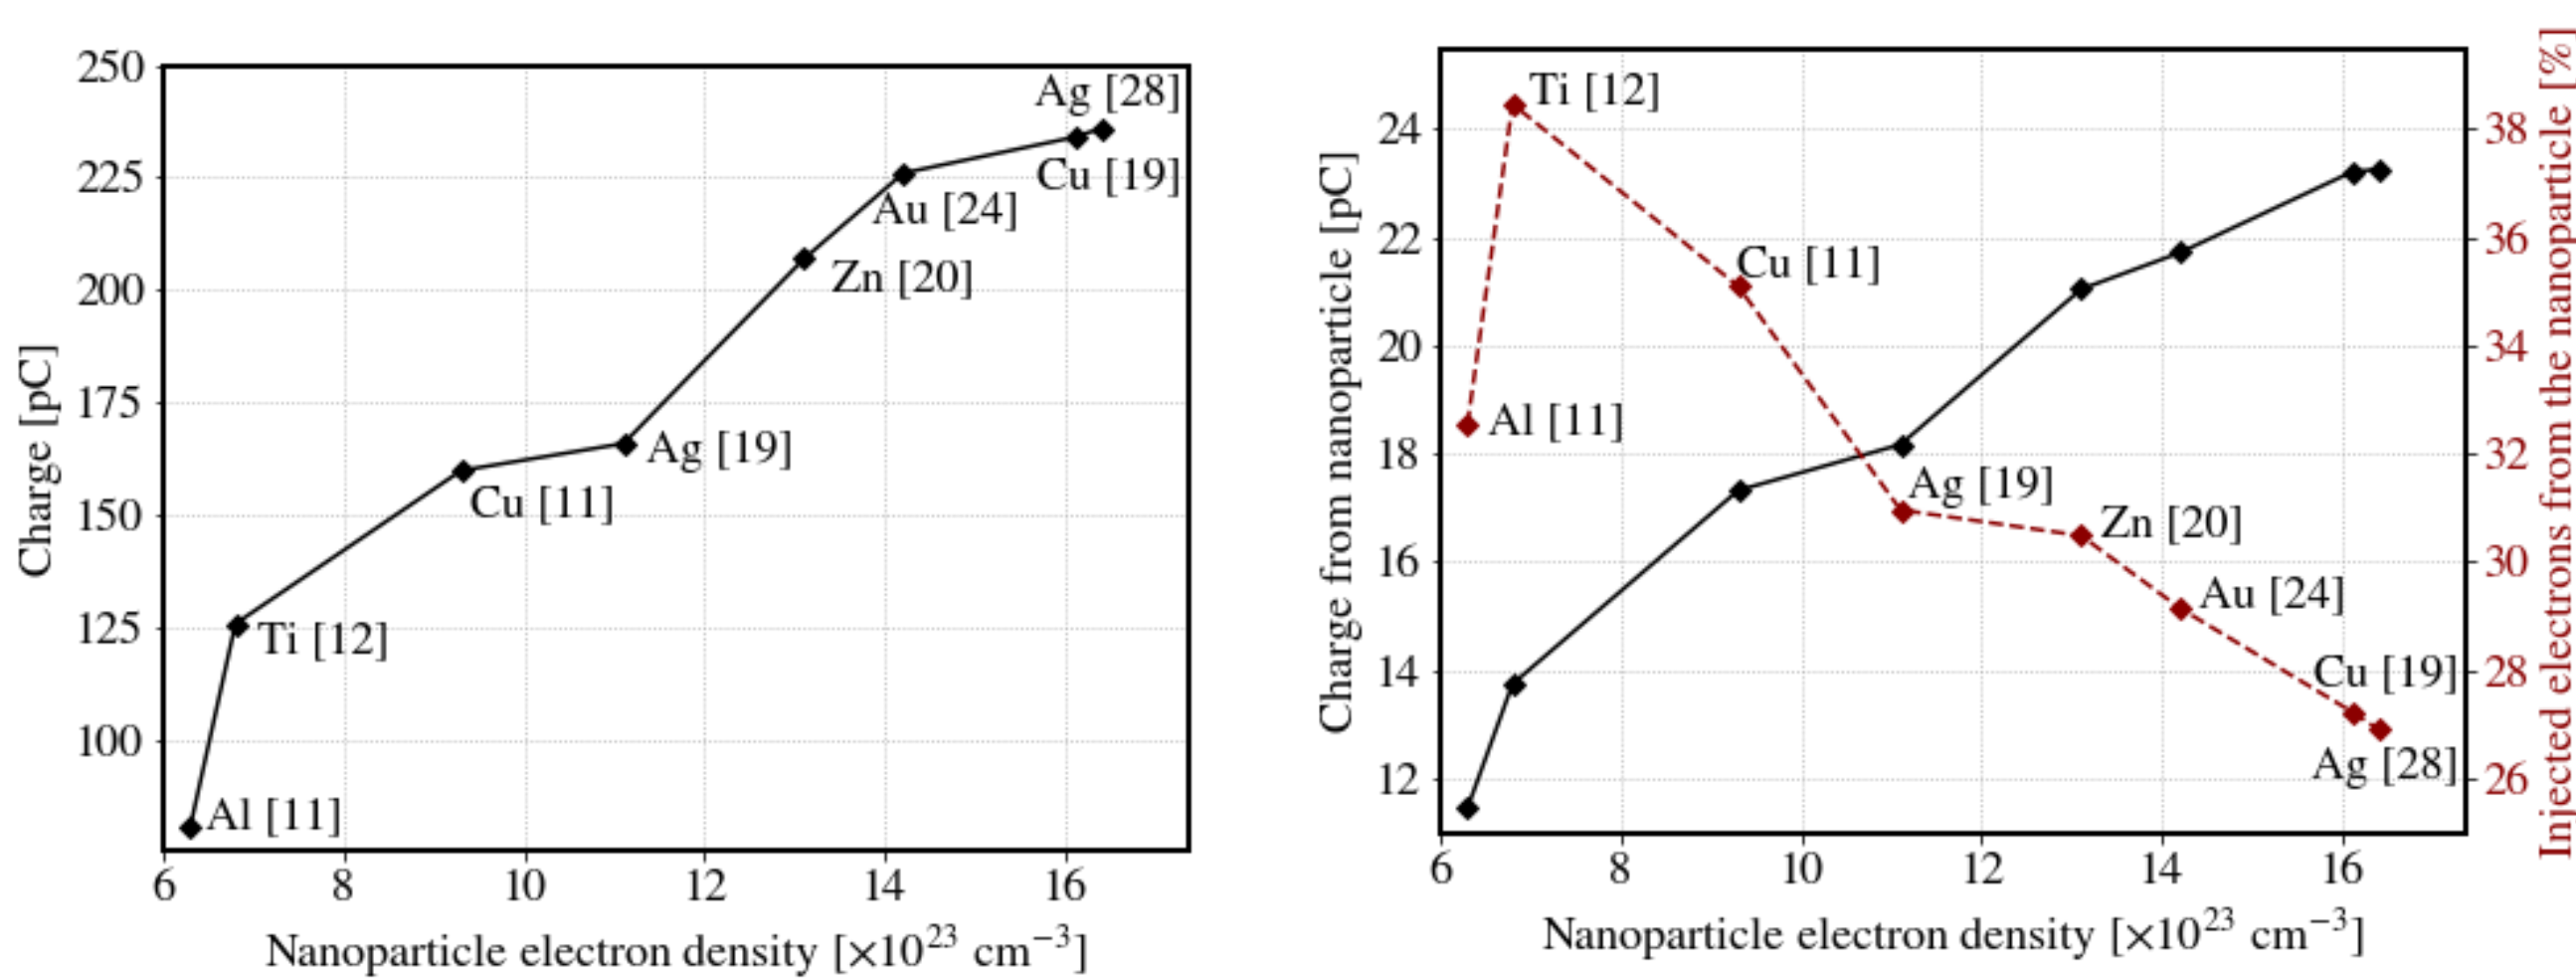 250
225
200
175
150
125
100
Charge [pC]
Ag [28]
Cu [19]
Au [24]
Zn [20]
Ag [19]
Cu [11]
Ti [12]
Al [11]
6 8 10 12 14 16
Nanoparticle electron density [×10²³ cm⁻³]
24
22
20
18
16
14
12
Charge from nanoparticle [pC]
Ti [12]
Cu [11]
Al [11]
Ag [19]
Zn [20]
Au [24]
Cu [19]
Ag [28]
38
36
34
32
30
28
26
Injected electrons from the nanoparticle [%]
6 8 10 12 14 16
Nanoparticle electron density [×10²³ cm⁻³]